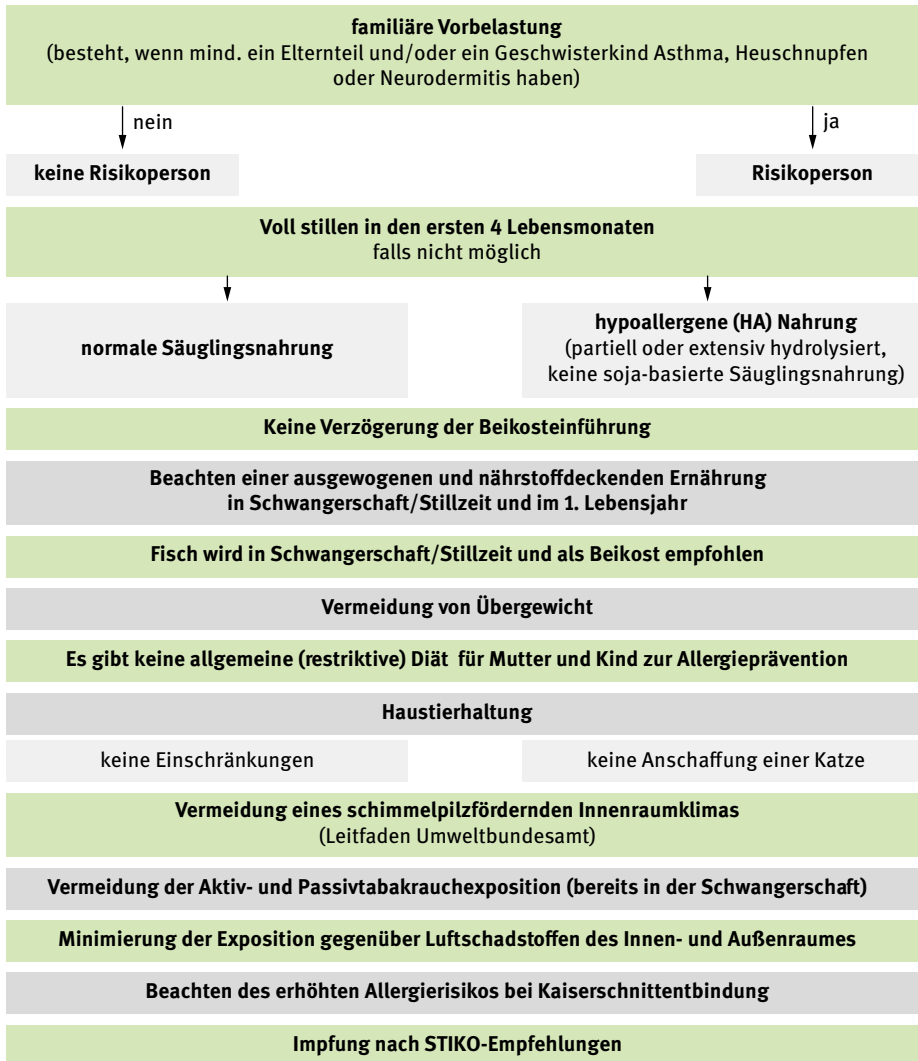 familiäre Vorbelastung
(besteht, wenn mind. ein Elternteil und/oder ein Geschwisterkind Asthma, Heuschnupfen
oder Neurodermitis haben)
nein
ja
keine Risikoperson
Risikoperson
Voll stillen in den ersten 4 Lebensmonaten
falls nicht möglich
normale Säuglingsnahrung
hypoallergene (HA) Nahrung
(partiell oder extensiv hydrolysiert,
keine soja-basierte Säuglingsnahrung)
Keine Verzögerung der Beikosteinführung
Beachten einer ausgewogenen und nährstoffdeckenden Ernährung
in Schwangerschaft/Stillzeit und im 1. Lebensjahr
Fisch wird in Schwangerschaft/Stillzeit und als Beikost empfohlen
Vermeidung von Übergewicht
Es gibt keine allgemeine (restriktive) Diät für Mutter und Kind zur Allergieprävention
Haustierhaltung
keine Einschränkungen
keine Anschaffung einer Katze
Vermeidung eines schimmelpilzfördernden Innenraumklimas
(Leitfaden Umweltbundesamt)
Vermeidung der Aktiv- und Passivtabakrauchexposition (bereits in der Schwangerschaft)
Minimierung der Exposition gegenüber Luftschadstoffen des Innen- und Außenraumes
Beachten des erhöhten Allergierisikos bei Kaiserschnittentbindung
Impfung nach STIKO-Empfehlungen